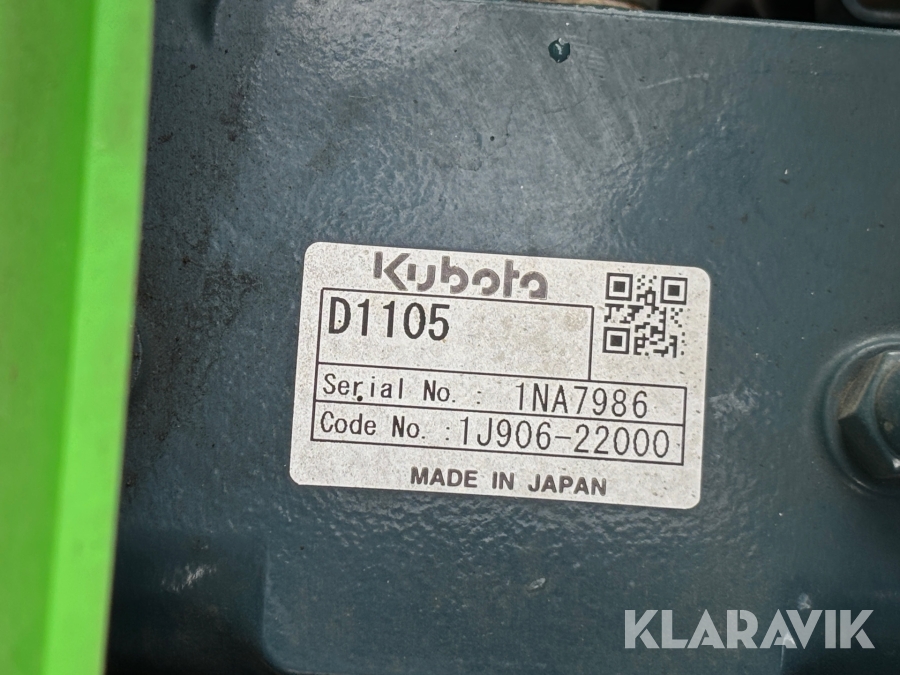 Kubota
D1105
Serial No. : 1NA7986
Code No. : 1J906-22000
MADE IN JAPAN
KLARAVIK